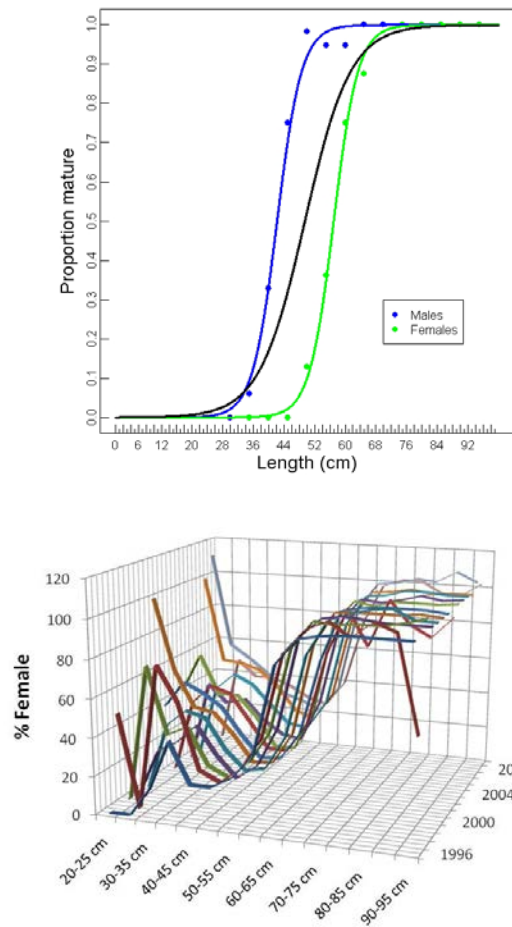 1.0
0.9
0.8
0.7
0.6
0.5
0.4
0.3
0.2
0.1
0.0
Proportion mature
Males
Females
0 6 12 20 28 36 44 52 60 68 76 84 92
Length (cm)
120
100
80
60
40
20
0
% Female
20-25 cm
30-35 cm
40-45 cm
50-55 cm
60-65 cm
70-75 cm
80-85 cm
90-95 cm
1996
2000
2004
20